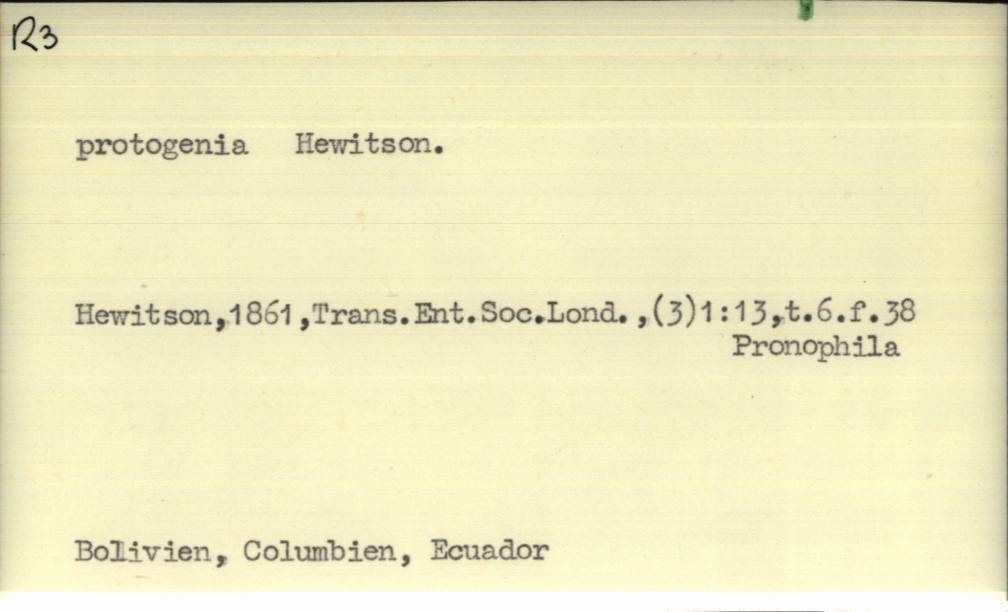 R3
protogenia Hewitson.
Hewitson,1861,Trans.Ent.Soc.Lond.,(3)1:13,t.6.f.38
Pronophila
Bolivien, Columbien, Ecuador